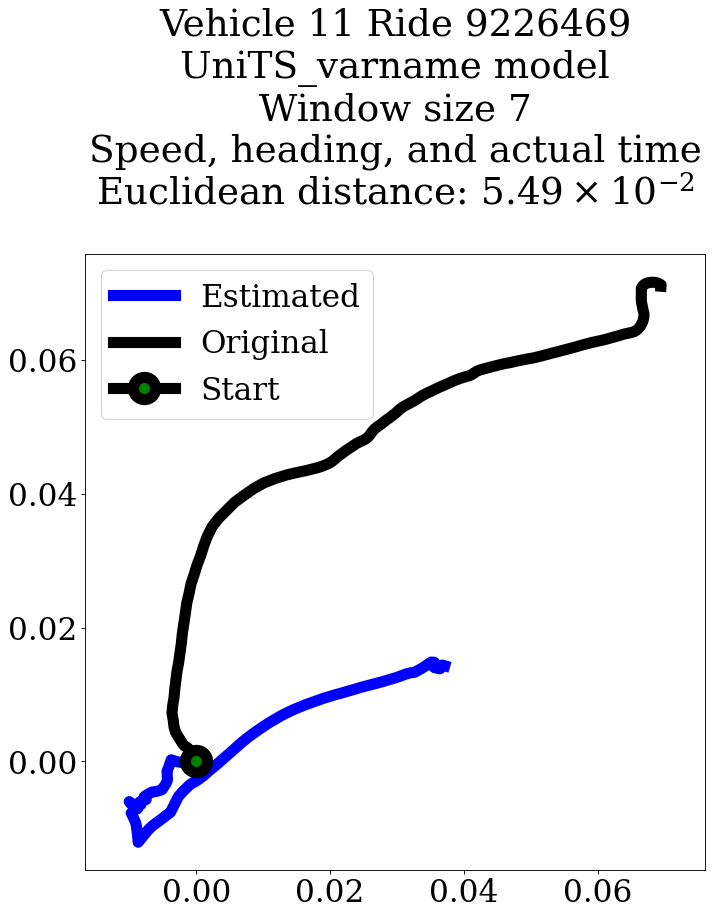 Vehicle 11 Ride 9226469
UniTS_varname model
Window size 7
Speed, heading, and actual time
Euclidean distance: 5.49 × 10⁻²
Estimated
Original
Start
0.06
0.04
0.02
0.00
0.00 0.02 0.04 0.06